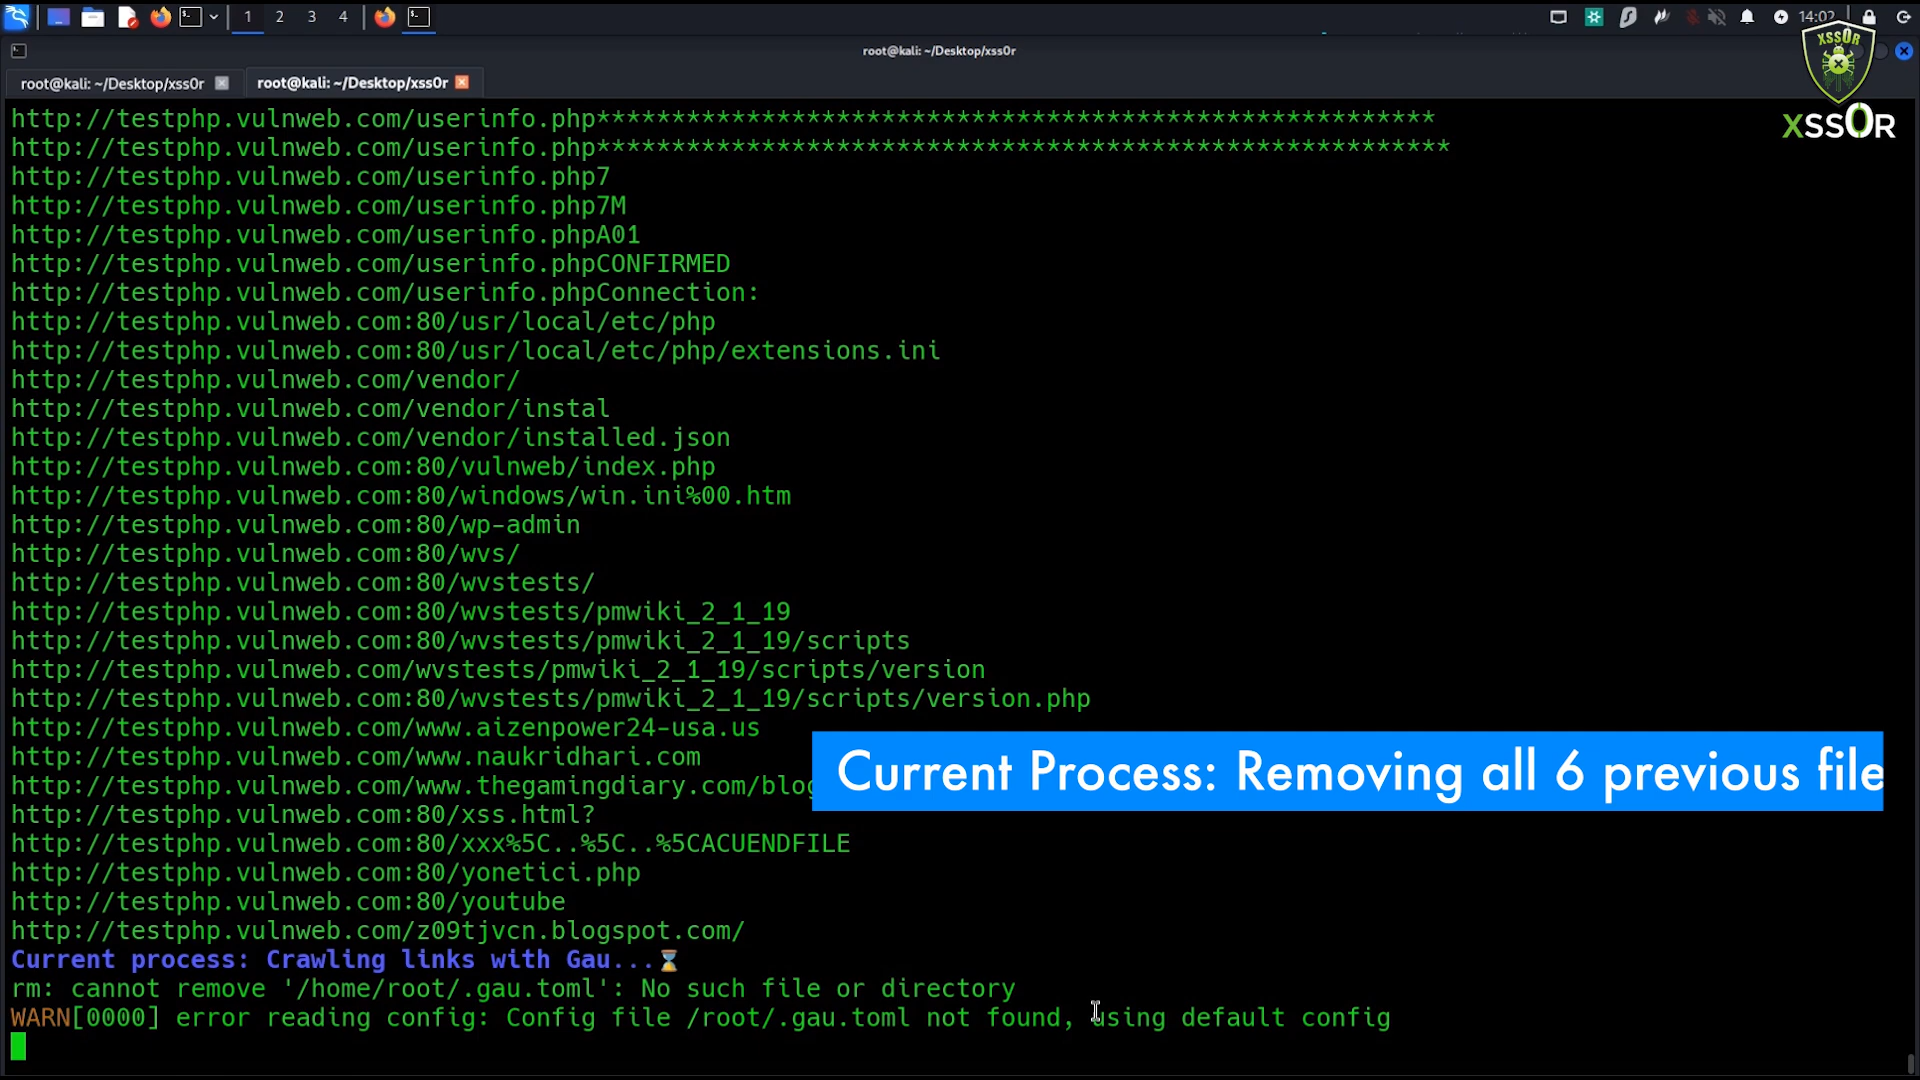 1 2 3 4 14:02
root@kali: ~/Desktop/xss0r
root@kali: ~/Desktop/xss0r root@kali: ~/Desktop/xss0r
XSS0R
XSS0R
http://testphp.vulnweb.com/userinfo.php********************************************************
http://testphp.vulnweb.com/userinfo.php*********************************************************
http://testphp.vulnweb.com/userinfo.php7
http://testphp.vulnweb.com/userinfo.php7M
http://testphp.vulnweb.com/userinfo.phpA01
http://testphp.vulnweb.com/userinfo.phpCONFIRMED
http://testphp.vulnweb.com/userinfo.phpConnection:
http://testphp.vulnweb.com:80/usr/local/etc/php
http://testphp.vulnweb.com:80/usr/local/etc/php/extensions.ini
http://testphp.vulnweb.com/vendor/
http://testphp.vulnweb.com/vendor/instal
http://testphp.vulnweb.com/vendor/installed.json
http://testphp.vulnweb.com:80/vulnweb/index.php
http://testphp.vulnweb.com:80/windows/win.ini%00.htm
http://testphp.vulnweb.com:80/wp-admin
http://testphp.vulnweb.com:80/wvs/
http://testphp.vulnweb.com:80/wvstests/
http://testphp.vulnweb.com:80/wvstests/pmwiki_2_1_19
http://testphp.vulnweb.com:80/wvstests/pmwiki_2_1_19/scripts
http://testphp.vulnweb.com/wvstests/pmwiki_2_1_19/scripts/version
http://testphp.vulnweb.com:80/wvstests/pmwiki_2_1_19/scripts/version.php
http://testphp.vulnweb.com/www.aizenpower24-usa.us
http://testphp.vulnweb.com/www.naukridhari.com
http://testphp.vulnweb.com/www.thegamingdiary.com/blog
Current Process: Removing all 6 previous file
http://testphp.vulnweb.com:80/xss.html?
http://testphp.vulnweb.com:80/xxx%5C..%5C..%5CACUENDFILE
http://testphp.vulnweb.com:80/yonetici.php
http://testphp.vulnweb.com:80/youtube
http://testphp.vulnweb.com/z09tjvcn.blogspot.com/
Current process: Crawling links with Gau...⌛
rm: cannot remove '/home/root/.gau.toml': No such file or directory
WARN[0000] error reading config: Config file /root/.gau.toml not found, using default config